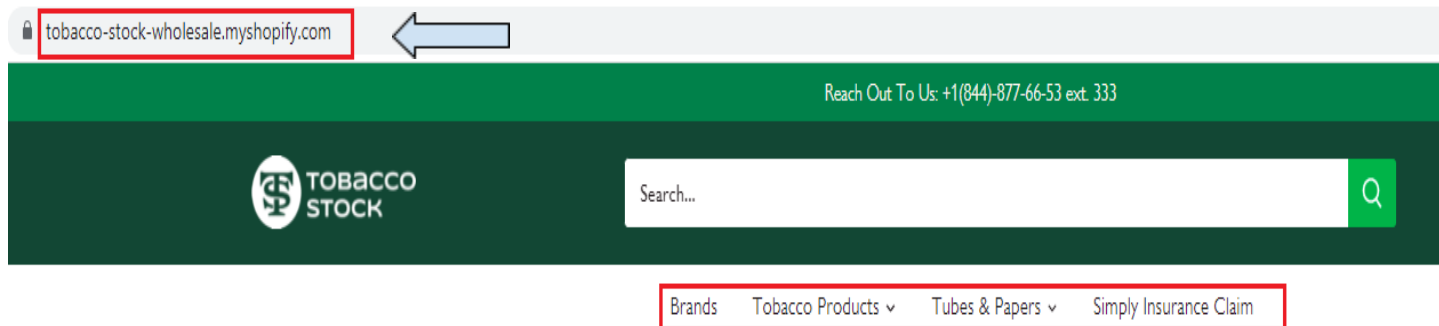 tobacco-stock-wholesale.myshopify.com
Reach Out To Us: +1(844)-877-66-53 ext. 333
TOBACCO
STOCK
Search...
Brands Tobacco Products Tubes & Papers Simply Insurance Claim